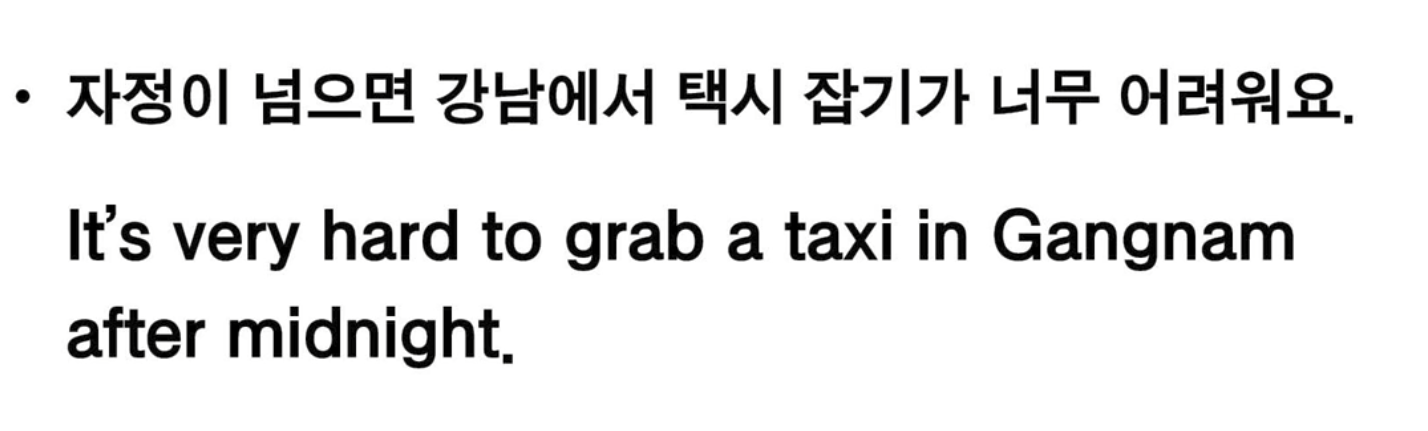 • 자정이 넘으면 강남에서 택시 잡기가 너무 어려워요.
It’s very hard to grab a taxi in Gangnam
after midnight.